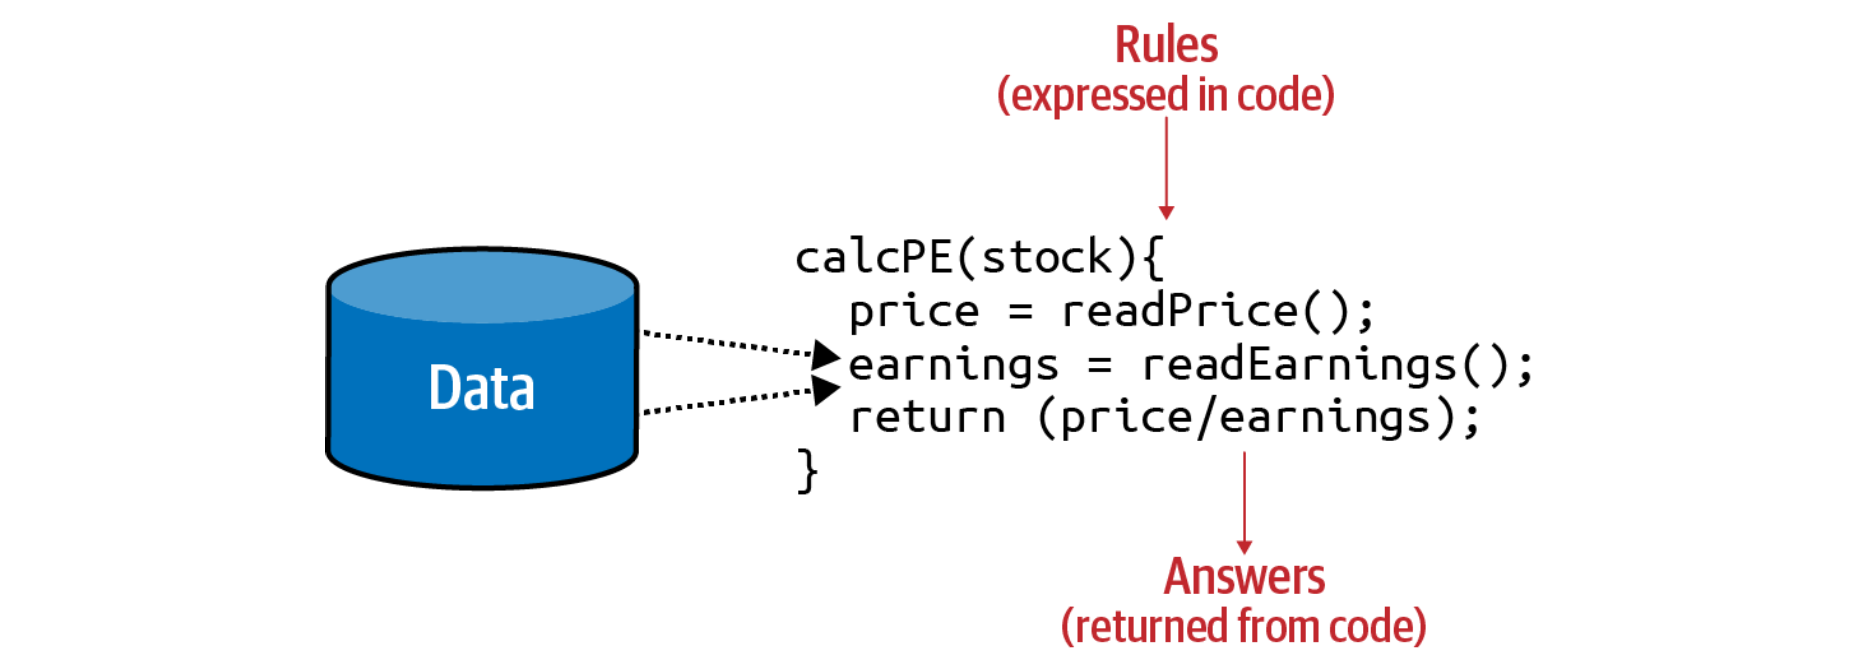 Rules
(expressed in code)
Data
calcPE(stock){
price = readPrice();
earnings = readEarnings();
return (price/earnings);
}
Answers
(returned from code)